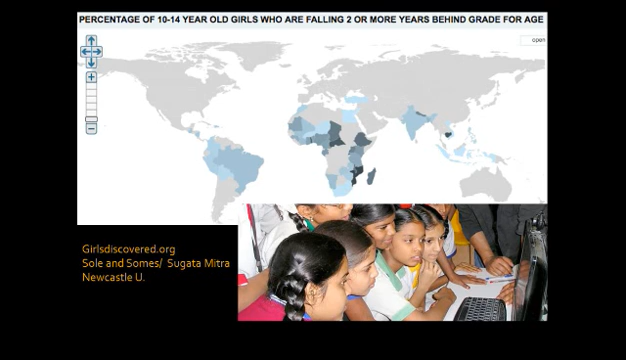 PERCENTAGE OF 10-14 YEAR OLD GIRLS WHO ARE FALLING 2 OR MORE YEARS BEHIND GRADE FOR AGE
open
Girlsdiscovered.org
Sole and Somes/ Sugata Mitra
Newcastle U.